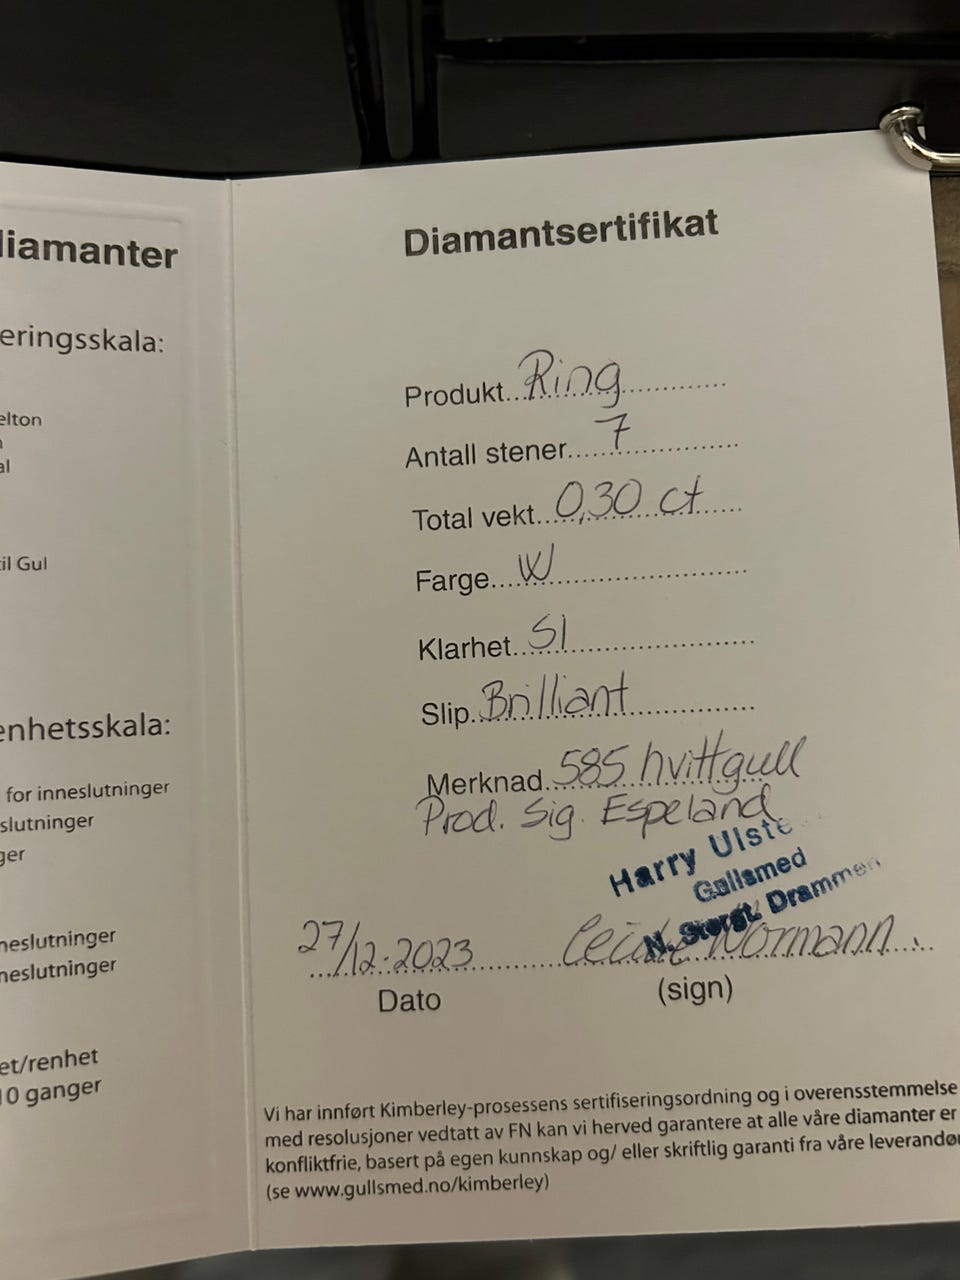 diamanter
eringsskala:
elton
al
til Gul
enhetsskala:
for inneslutninger
slutninger
ger
neslutninger
neslutninger
et/renhet
10 ganger
Diamantsertifikat
Produkt Ring
Antall stener 7
Total vekt 0,30 ct
Farge W
Klarhet SI
Slip Brilliant
Merknad 585 hvittgull
Prod. Sig. Espeland
Harry Ulste
Gullsmed
N. Storgt. Drammen
27/12-2023 Normann
Dato (sign)
Vi har innført Kimberley-prosessens sertifiseringsordning og i overensstemmelse
med resolusjoner vedtatt av FN kan vi herved garantere at alle våre diamanter er
konfliktfrie, basert på egen kunnskap og/ eller skriftlig garanti fra våre leverandø
(se www.gullsmed.no/kimberley)